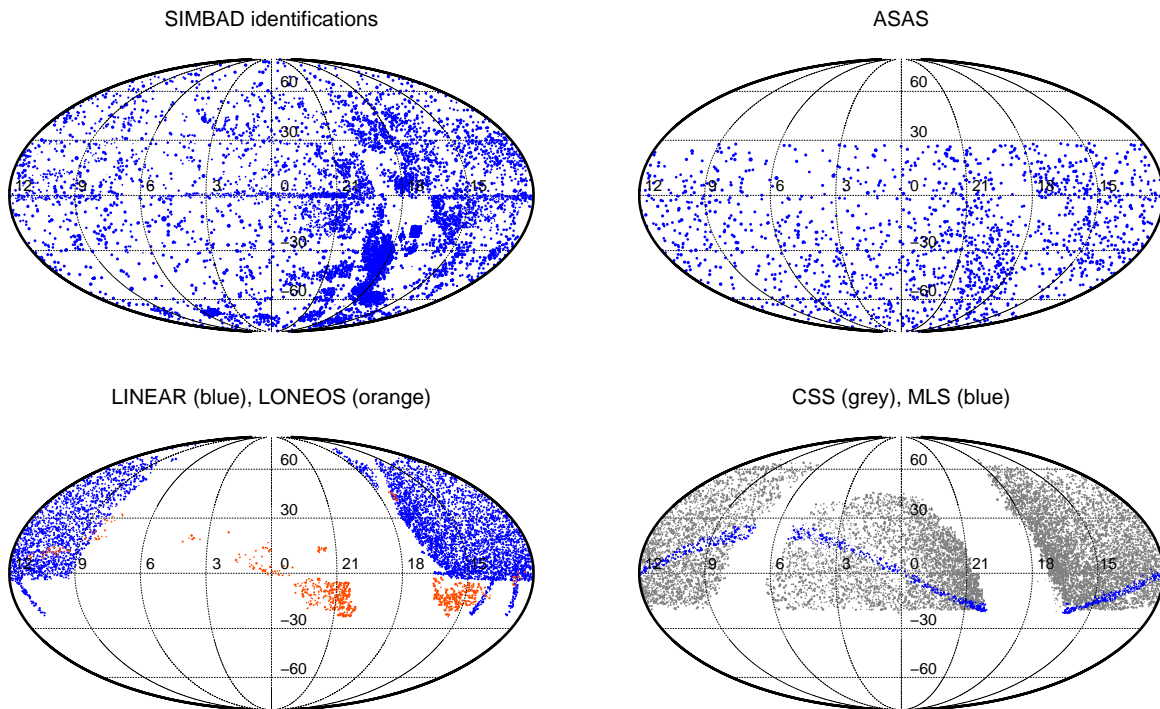 SIMBAD identifications
60
30
12 9 6 3 0 21 18 15
−30
−60
ASAS
60
30
12 9 6 3 0 21 18 15
−30
−60
LINEAR (blue), LONEOS (orange)
60
30
12 9 6 3 0 21 18 15
−30
−60
CSS (grey), MLS (blue)
60
30
12 9 6 3 0 21 18 15
−30
−60